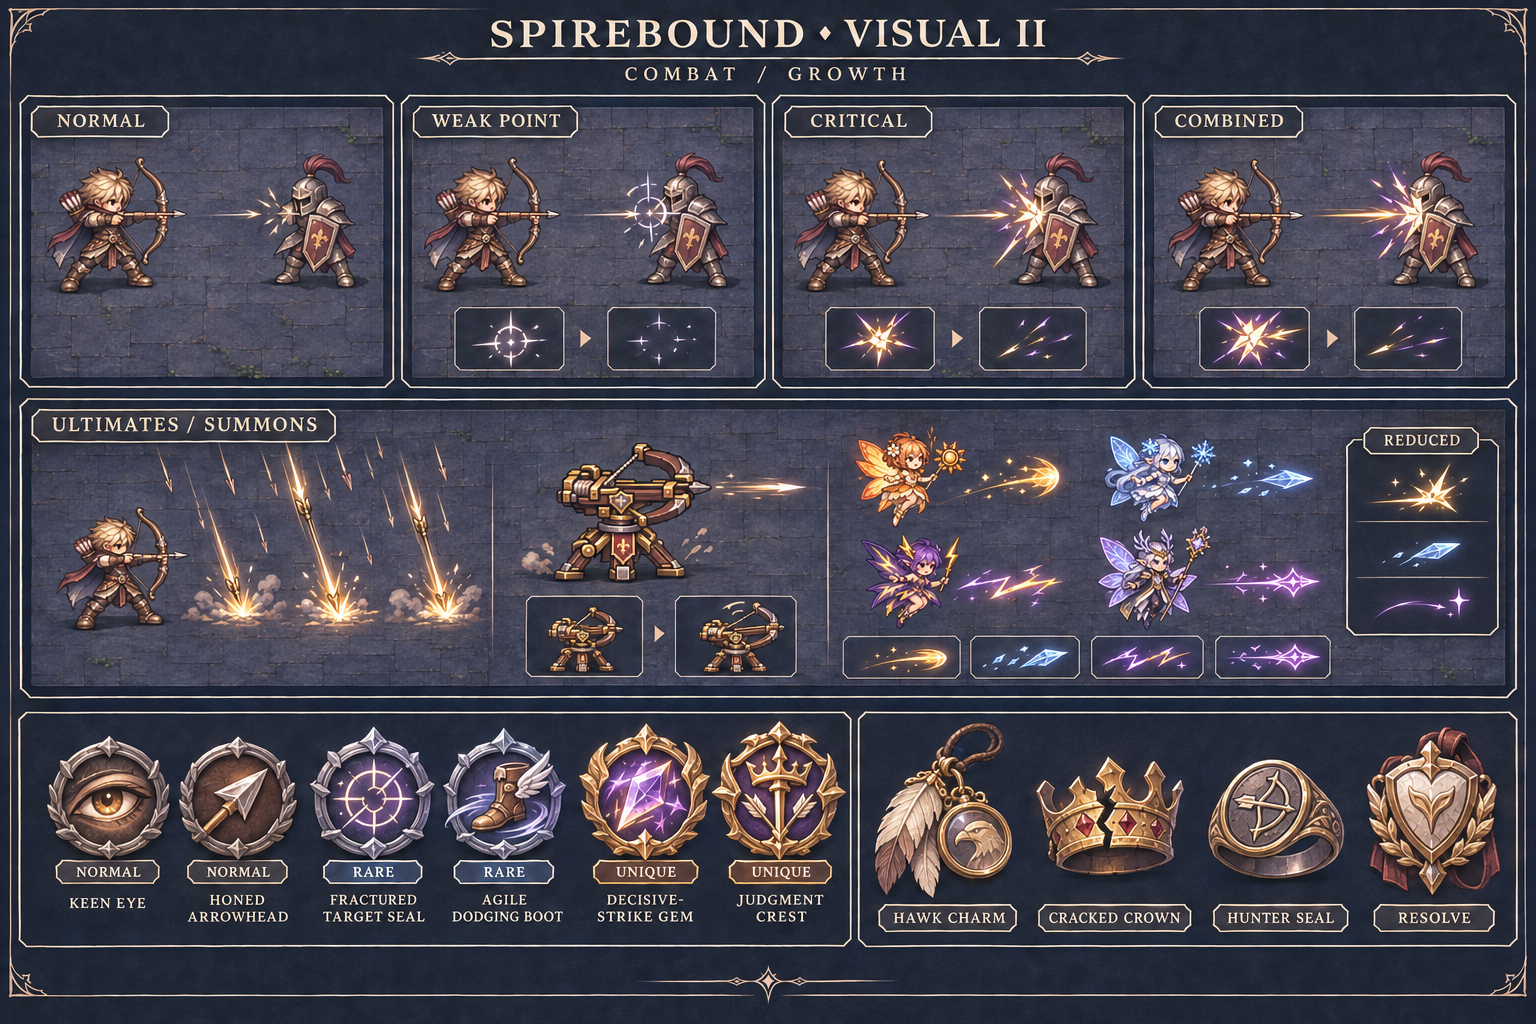 SPIREBOUND ♦ VISUAL II
COMBAT / GROWTH
NORMAL
WEAK POINT
CRITICAL
COMBINED
ULTIMATES / SUMMONS
REDUCED
NORMAL
KEEN EYE
NORMAL
HONED
ARROWHEAD
RARE
FRACTURED
TARGET SEAL
RARE
AGILE
DODGING BOOT
UNIQUE
DECISIVE-
STRIKE GEM
UNIQUE
JUDGMENT
CREST
HAWK CHARM
CRACKED CROWN
HUNTER SEAL
RESOLVE